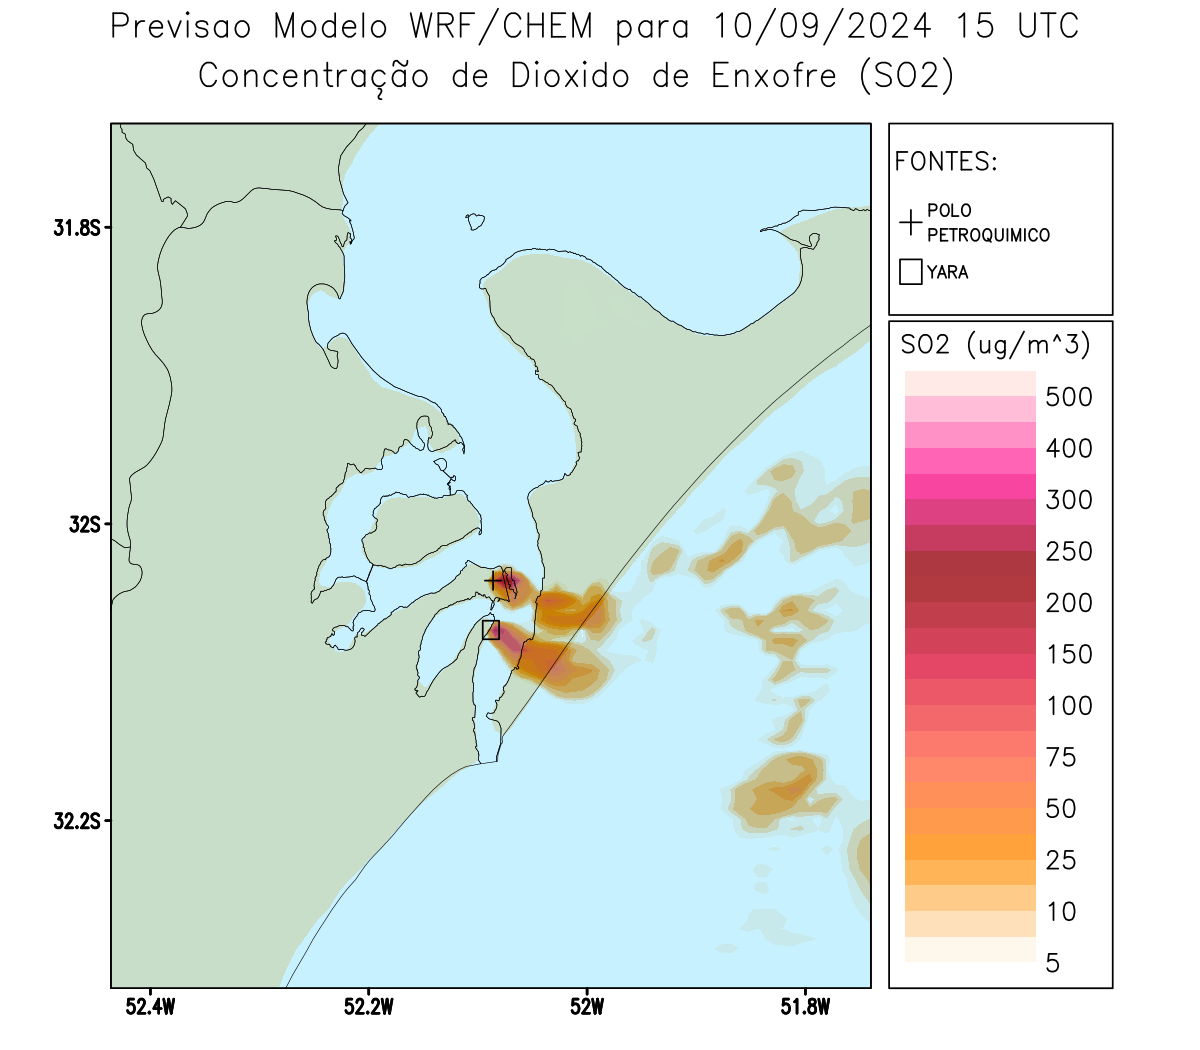 Previsao Modelo WRF/CHEM para 10/09/2024 15 UTC
Concentração de Dioxido de Enxofre (SO2)
FONTES:
POLO
PETROQUIMICO
YARA
31.8S
32S
32.2S
52.4W
52.2W
52W
51.8W
SO2 (ug/m^3)
500
400
300
250
200
150
100
75
50
25
10
5